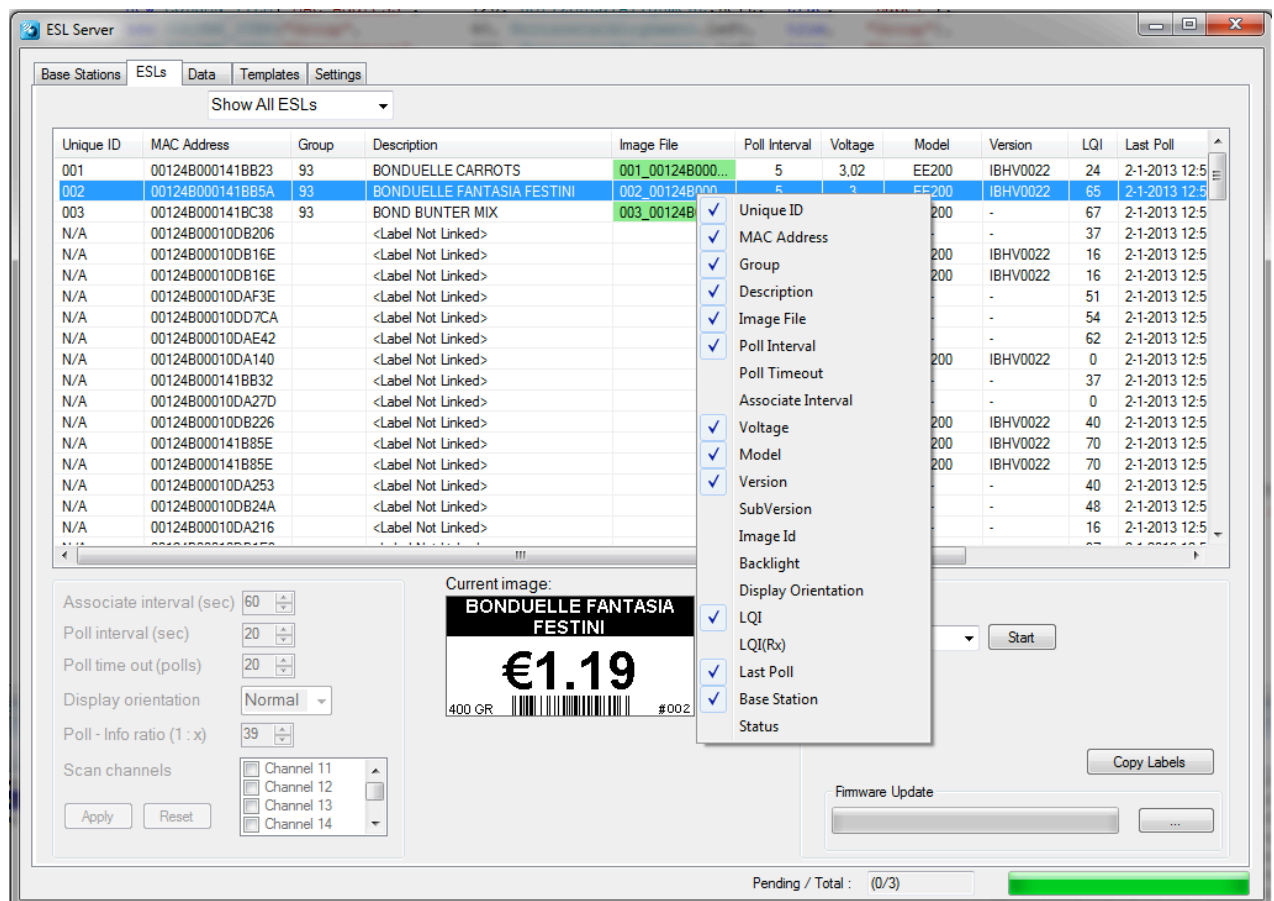 ESL Server
Base Stations ESLs Data Templates Settings
Show All ESLs
Unique ID MAC Address Group Description Image File Poll Interval Voltage Model Version LQI Last Poll
001 00124B000141BB23 93 BONDUELLE CARROTS 001_00124B000... 5 3,02 EE200 IBHV0022 24 2-1-2013 12:5
002 00124B000141BB5A 93 BONDUELLE FANTASIA FESTINI 002_00124B000... 5 3 EE200 IBHV0022 65 2-1-2013 12:5
003 00124B000141BC38 93 BOND BUNTER MIX 003_00124B 200 - 67 2-1-2013 12:5
N/A 00124B00010DB206 <Label Not Linked> - - 37 2-1-2013 12:5
N/A 00124B00010DB16E <Label Not Linked> 200 IBHV0022 16 2-1-2013 12:5
N/A 00124B00010DB16E <Label Not Linked> 200 IBHV0022 16 2-1-2013 12:5
N/A 00124B00010DAF3E <Label Not Linked> - - 51 2-1-2013 12:5
N/A 00124B00010DD7CA <Label Not Linked> - - 54 2-1-2013 12:5
N/A 00124B00010DAE42 <Label Not Linked> - - 62 2-1-2013 12:5
N/A 00124B00010DA140 <Label Not Linked> 200 IBHV0022 0 2-1-2013 12:5
N/A 00124B000141BB32 <Label Not Linked> - - 37 2-1-2013 12:5
N/A 00124B00010DA27D <Label Not Linked> - - 0 2-1-2013 12:5
N/A 00124B00010DB226 <Label Not Linked> 200 IBHV0022 40 2-1-2013 12:5
N/A 00124B000141B85E <Label Not Linked> 200 IBHV0022 70 2-1-2013 12:5
N/A 00124B000141B85E <Label Not Linked> 200 IBHV0022 70 2-1-2013 12:5
N/A 00124B00010DA253 <Label Not Linked> - - 40 2-1-2013 12:5
N/A 00124B00010DB24A <Label Not Linked> - - 48 2-1-2013 12:5
N/A 00124B00010DA216 <Label Not Linked> - - 16 2-1-2013 12:5
Unique ID
MAC Address
Group
Description
Image File
Poll Interval
Poll Timeout
Associate Interval
Voltage
Model
Version
SubVersion
Image Id
Backlight
Display Orientation
LQI
LQI(Rx)
Last Poll
Base Station
Status
Associate interval (sec) 60
Poll interval (sec) 20
Poll time out (polls) 20
Display orientation Normal
Poll - Info ratio (1 : x) 39
Scan channels
Channel 11
Channel 12
Channel 13
Channel 14
Apply Reset
Current image:
BONDUELLE FANTASIA
FESTINI
€1.19
400 GR #002
Start
Copy Labels
Firmware Update
...
Pending / Total : (0/3)